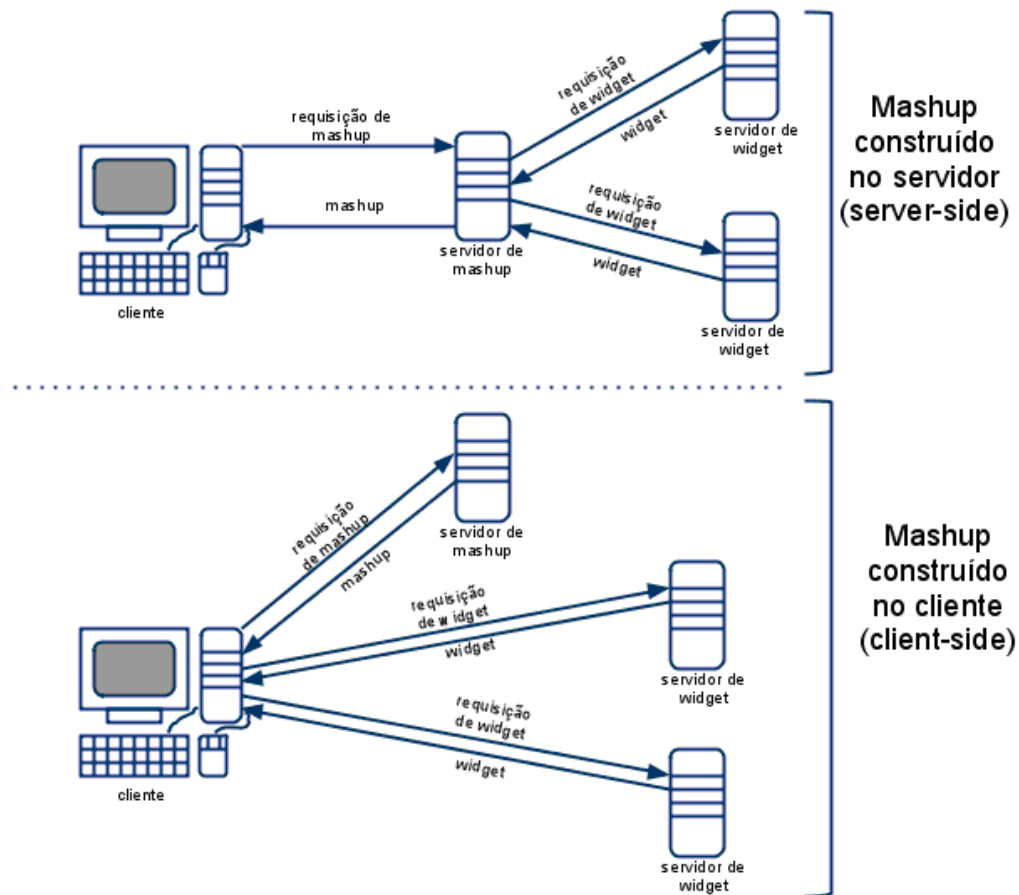 requisição
de widget
widget
servidor de
widget
requisição de
mashup
mashup
servidor de
mashup
requisição
de widget
widget
servidor de
widget
cliente
Mashup
construído
no servidor
(server-side)
requisição
de mashup
mashup
servidor de
mashup
requisição
de widget
widget
servidor de
widget
requisição
de widget
widget
servidor de
widget
cliente
Mashup
construído
no cliente
(client-side)